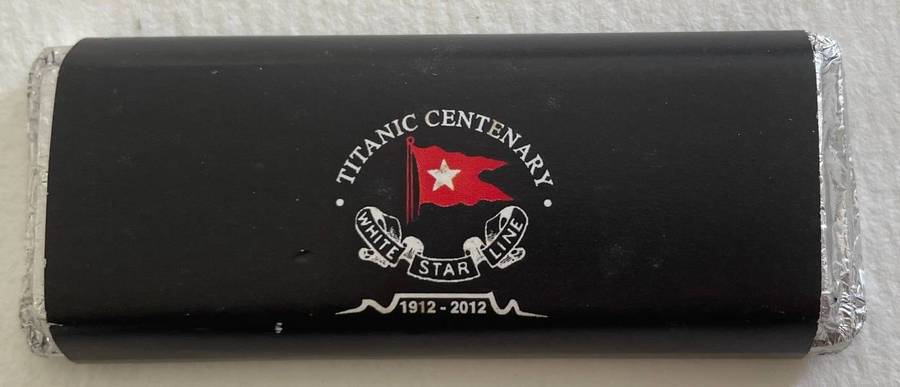 TITANIC CENTENARY
WHITE STAR LINE
1912 - 2012